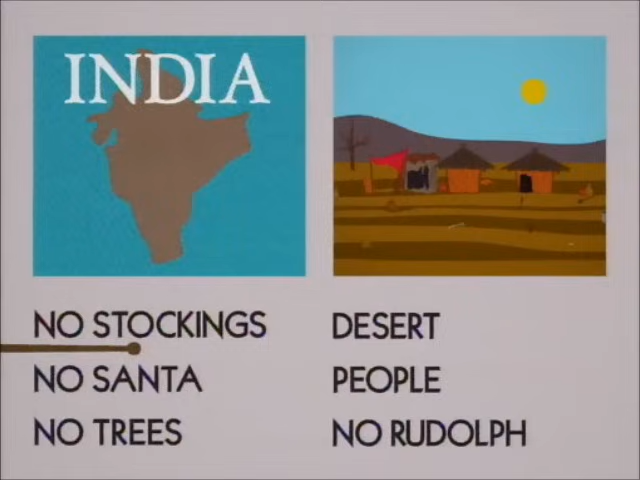 INDIA
NO STOCKINGS
NO SANTA
NO TREES
DESERT
PEOPLE
NO RUDOLPH